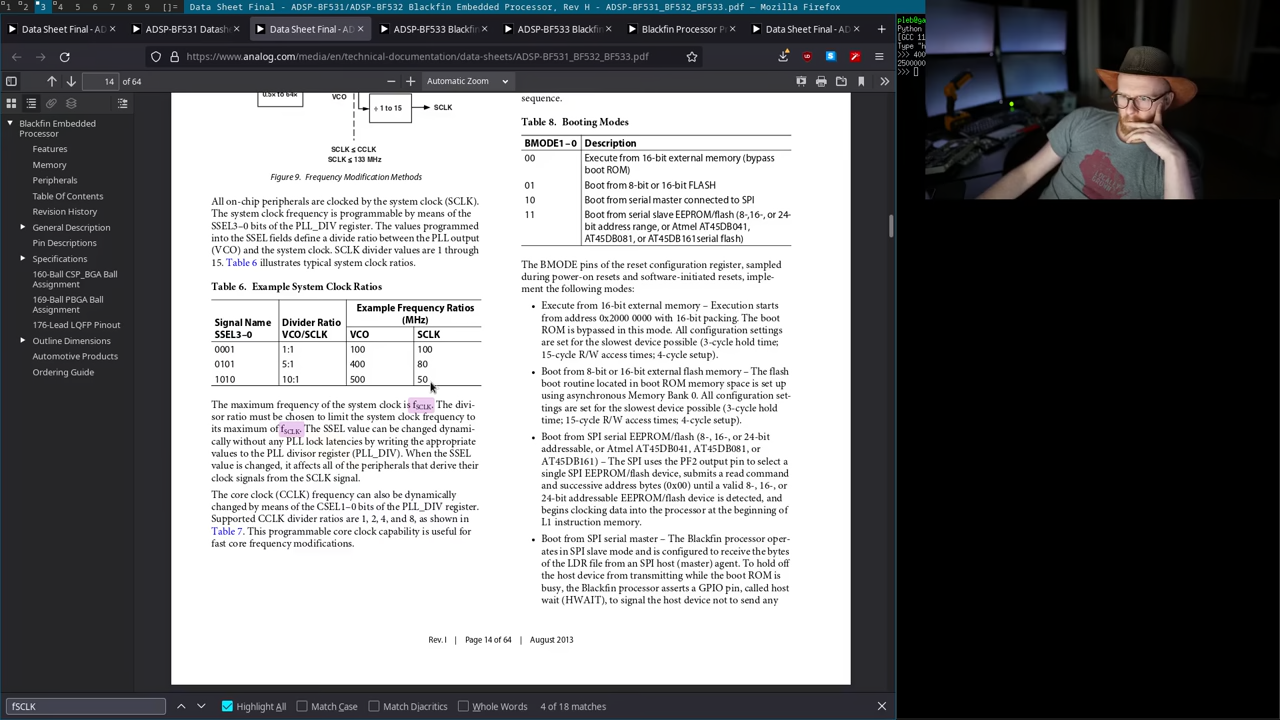 1 2 3 4 5 6 7 8 9 []= Data Sheet Final - ADSP-BF531/ADSP-BF532 Blackfin Embedded Processor, Rev H - ADSP-BF531_BF532_BF533.pdf — Mozilla Firefox
Data Sheet Final - AD
ADSP-BF531 Datashe
Data Sheet Final - AD
ADSP-BF533 Blackfin
ADSP-BF533 Blackfin
Blackfin Processor P
Data Sheet Final - AD
https://www.analog.com/media/en/technical-documentation/data-sheets/ADSP-BF531_BF532_BF533.pdf
14 of 64
Automatic Zoom
Blackfin Embedded
Processor
Features
Memory
Peripherals
Table Of Contents
Revision History
General Description
Pin Descriptions
Specifications
160-Ball CSP_BGA Ball
Assignment
169-Ball PBGA Ball
Assignment
176-Lead LQFP Pinout
Outline Dimensions
Automotive Products
Ordering Guide
0.5x to 64x
VCO
÷ 1 to 15
SCLK
SCLK ≤ CCLK
SCLK ≤ 133 MHz
Figure 9. Frequency Modification Methods
All on-chip peripherals are clocked by the system clock (SCLK).
The system clock frequency is programmable by means of the
SSEL3–0 bits of the PLL_DIV register. The values programmed
into the SSEL fields define a divide ratio between the PLL output
(VCO) and the system clock. SCLK divider values are 1 through
15. Table 6 illustrates typical system clock ratios.
Table 6. Example System Clock Ratios
Signal Name
SSEL3–0
Divider Ratio
VCO/SCLK
Example Frequency Ratios
(MHz)
VCO SCLK
0001 1:1 100 100
0101 5:1 400 80
1010 10:1 500 50
The maximum frequency of the system clock is fSCLK. The divi-
sor ratio must be chosen to limit the system clock frequency to
its maximum of fSCLK. The SSEL value can be changed dynami-
cally without any PLL lock latencies by writing the appropriate
values to the PLL divisor register (PLL_DIV). When the SSEL
value is changed, it affects all of the peripherals that derive their
clock signals from the SCLK signal.
The core clock (CCLK) frequency can also be dynamically
changed by means of the CSEL1–0 bits of the PLL_DIV register.
Supported CCLK divider ratios are 1, 2, 4, and 8, as shown in
Table 7. This programmable core clock capability is useful for
fast core frequency modifications.
sequence.
Table 8. Booting Modes
BMODE1–0 Description
00 Execute from 16-bit external memory (bypass
boot ROM)
01 Boot from 8-bit or 16-bit FLASH
10 Boot from serial master connected to SPI
11 Boot from serial slave EEPROM/flash (8-,16-, or 24-
bit address range, or Atmel AT45DB041,
AT45DB081, or AT45DB161serial flash)
The BMODE pins of the reset configuration register, sampled
during power-on resets and software-initiated resets, imple-
ment the following modes:
• Execute from 16-bit external memory – Execution starts
from address 0x2000 0000 with 16-bit packing. The boot
ROM is bypassed in this mode. All configuration settings
are set for the slowest device possible (3-cycle hold time;
15-cycle R/W access times; 4-cycle setup).
• Boot from 8-bit or 16-bit external flash memory – The flash
boot routine located in boot ROM memory space is set up
using asynchronous Memory Bank 0. All configuration set-
tings are set for the slowest device possible (3-cycle hold
time; 15-cycle R/W access times; 4-cycle setup).
• Boot from SPI serial EEPROM/flash (8-, 16-, or 24-bit
addressable, or Atmel AT45DB041, AT45DB081, or
AT45DB161) – The SPI uses the PF2 output pin to select a
single SPI EEPROM/flash device, submits a read command
and successive address bytes (0x00) until a valid 8-, 16-, or
24-bit addressable EEPROM/flash device is detected, and
begins clocking data into the processor at the beginning of
L1 instruction memory.
• Boot from SPI serial master – The Blackfin processor oper-
ates in SPI slave mode and is configured to receive the bytes
of the LDR file from an SPI host (master) agent. To hold off
the host device from transmitting while the boot ROM is
busy, the Blackfin processor asserts a GPIO pin, called host
wait (HWAIT), to signal the host device not to send any
Rev. I | Page 14 of 64 | August 2013
fSCLK
Highlight All
Match Case
Match Diacritics
Whole Words
4 of 18 matches
pleb@ga
[GCC 11
Type "h
>>> 400
2500000
>>>